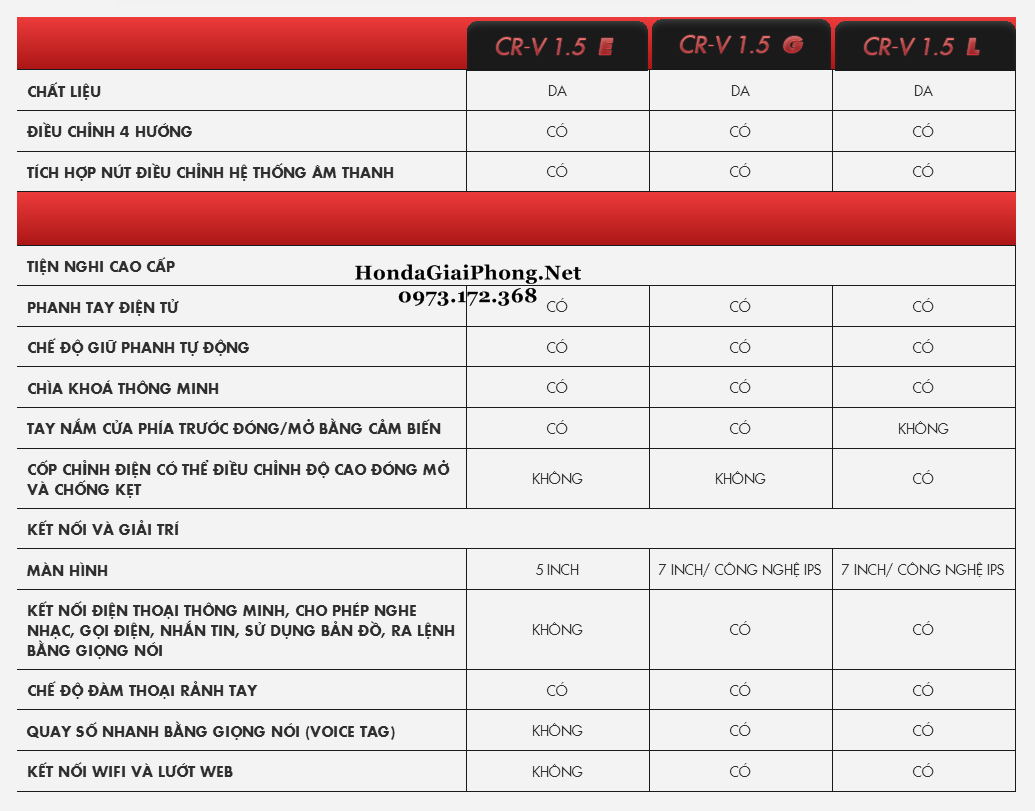 CR-V 1.5 E CR-V 1.5 G CR-V 1.5 L
CHẤT LIỆU DA DA DA
ĐIỀU CHỈNH 4 HƯỚNG CÓ CÓ CÓ
TÍCH HỢP NÚT ĐIỀU CHỈNH HỆ THỐNG ÂM THANH CÓ CÓ CÓ
TIỆN NGHI CAO CẤP
HondaGiaiPhong.Net
0973.172.368
PHANH TAY ĐIỆN TỬ CÓ CÓ CÓ
CHẾ ĐỘ GIỮ PHANH TỰ ĐỘNG CÓ CÓ CÓ
CHÌA KHOÁ THÔNG MINH CÓ CÓ CÓ
TAY NẮM CỬA PHÍA TRƯỚC ĐÓNG/MỞ BẰNG CẢM BIẾN CÓ CÓ KHÔNG
CỐP CHỈNH ĐIỆN CÓ THỂ ĐIỀU CHỈNH ĐỘ CAO ĐÓNG MỞ
VÀ CHỐNG KẸT KHÔNG KHÔNG CÓ
KẾT NỐI VÀ GIẢI TRÍ
MÀN HÌNH 5 INCH 7 INCH/ CÔNG NGHỆ IPS 7 INCH/ CÔNG NGHỆ IPS
KẾT NỐI ĐIỆN THOẠI THÔNG MINH, CHO PHÉP NGHE
NHẠC, GỌI ĐIỆN, NHẮN TIN, SỬ DỤNG BẢN ĐỒ, RA LỆNH
BẰNG GIỌNG NÓI KHÔNG CÓ CÓ
CHẾ ĐỘ ĐÀM THOẠI RẢNH TAY CÓ CÓ CÓ
QUAY SỐ NHANH BẰNG GIỌNG NÓI (VOICE TAG) KHÔNG CÓ CÓ
KẾT NỐI WIFI VÀ LƯỚT WEB KHÔNG CÓ CÓ